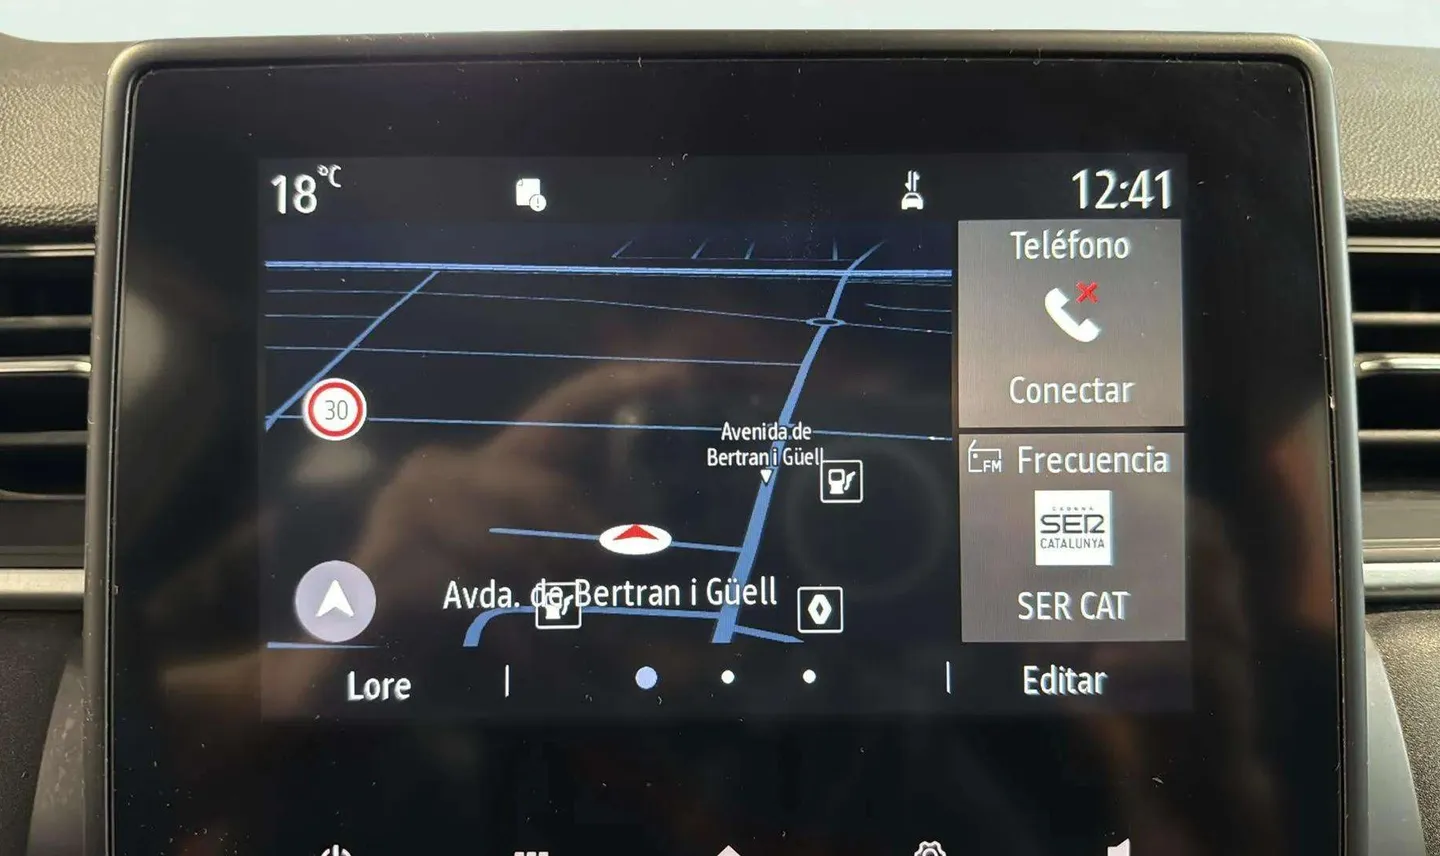 18°C
12:41
Teléfono
Conectar
30
Avenida de
Bertran i Güell
FM Frecuencia
CADENA
SER
CATALUNYA
Avda. de Bertran i Güell
SER CAT
Lore
Editar